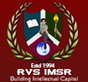 Estd 1994
RVS IMSR
Building Intellectual Capital